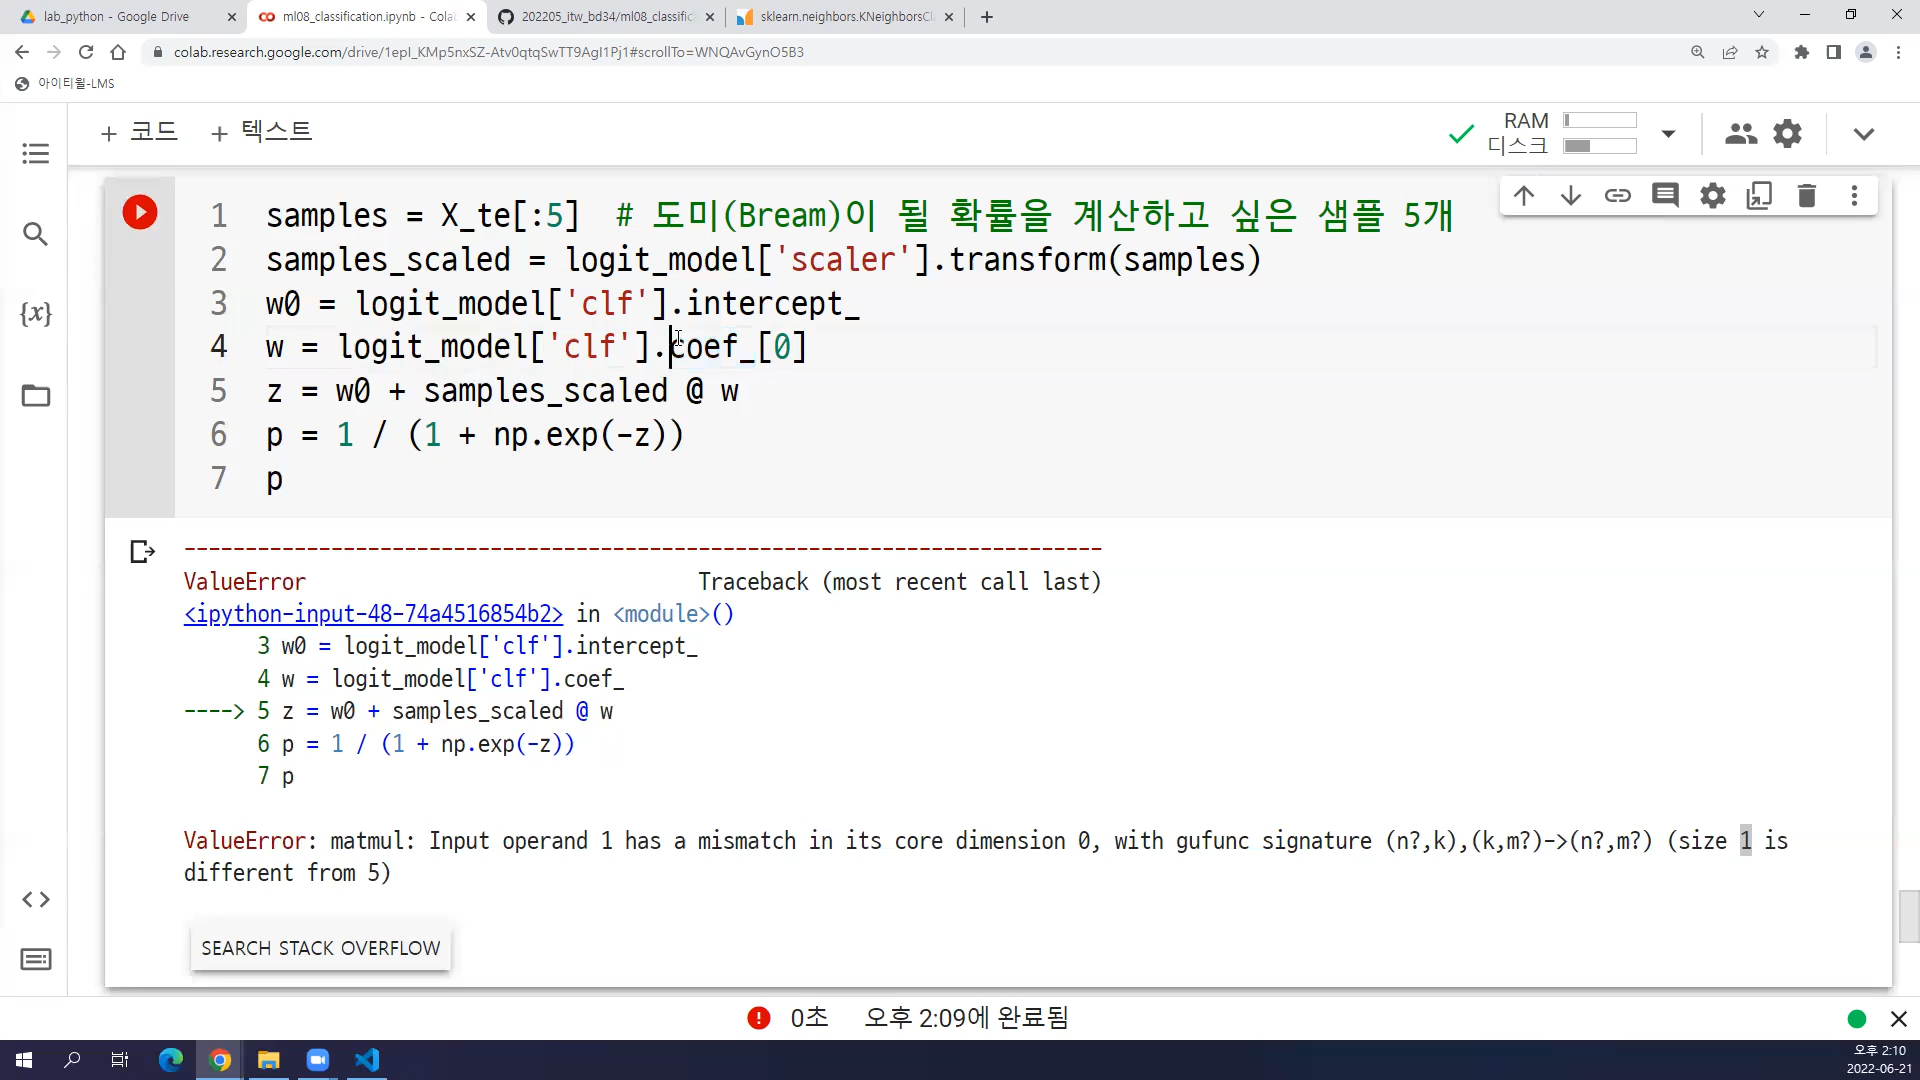 lab_python - Google Drive
ml08_classification.ipynb - Colab
202205_itw_bd34/ml08_classific
sklearn.neighbors.KNeighborsCl
colab.research.google.com/drive/1epI_KMp5nxSZ-Atv0qtqSwTT9AgI1Pj1#scrollTo=WNQAvGynO5B3
아이티윌-LMS
+ 코드 + 텍스트
RAM
디스크
1 samples = X_te[:5] # 도미(Bream)이 될 확률을 계산하고 싶은 샘플 5개
2 samples_scaled = logit_model['scaler'].transform(samples)
3 w0 = logit_model['clf'].intercept_
4 w = logit_model['clf'].coef_[0]
5 z = w0 + samples_scaled @ w
6 p = 1 / (1 + np.exp(-z))
7 p
{x}
---------------------------------------------------------------------------
ValueError Traceback (most recent call last)
<ipython-input-48-74a4516854b2> in <module>()
3 w0 = logit_model['clf'].intercept_
4 w = logit_model['clf'].coef_
----> 5 z = w0 + samples_scaled @ w
6 p = 1 / (1 + np.exp(-z))
7 p
ValueError: matmul: Input operand 1 has a mismatch in its core dimension 0, with gufunc signature (n?,k),(k,m?)->(n?,m?) (size 1 is
different from 5)
SEARCH STACK OVERFLOW
0초 오후 2:09에 완료됨
오후 2:10
2022-06-21